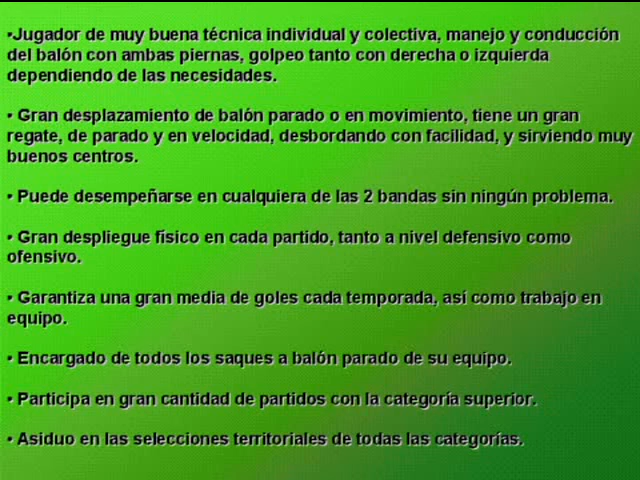 •Jugador de muy buena técnica individual y colectiva, manejo y conducción
del balón con ambas piernas, golpeo tanto con derecha o izquierda
dependiendo de las necesidades.
• Gran desplazamiento de balón parado o en movimiento, tiene un gran
regate, de parado y en velocidad, desbordando con facilidad, y sirviendo muy
buenos centros.
• Puede desempeñarse en cualquiera de las 2 bandas sin ningún problema.
• Gran despliegue físico en cada partido, tanto a nivel defensivo como
ofensivo.
• Garantiza una gran media de goles cada temporada, así como trabajo en
equipo.
• Encargado de todos los saques a balón parado de su equipo.
• Participa en gran cantidad de partidos con la categoría superior.
• Asiduo en las selecciones territoriales de todas las categorías.